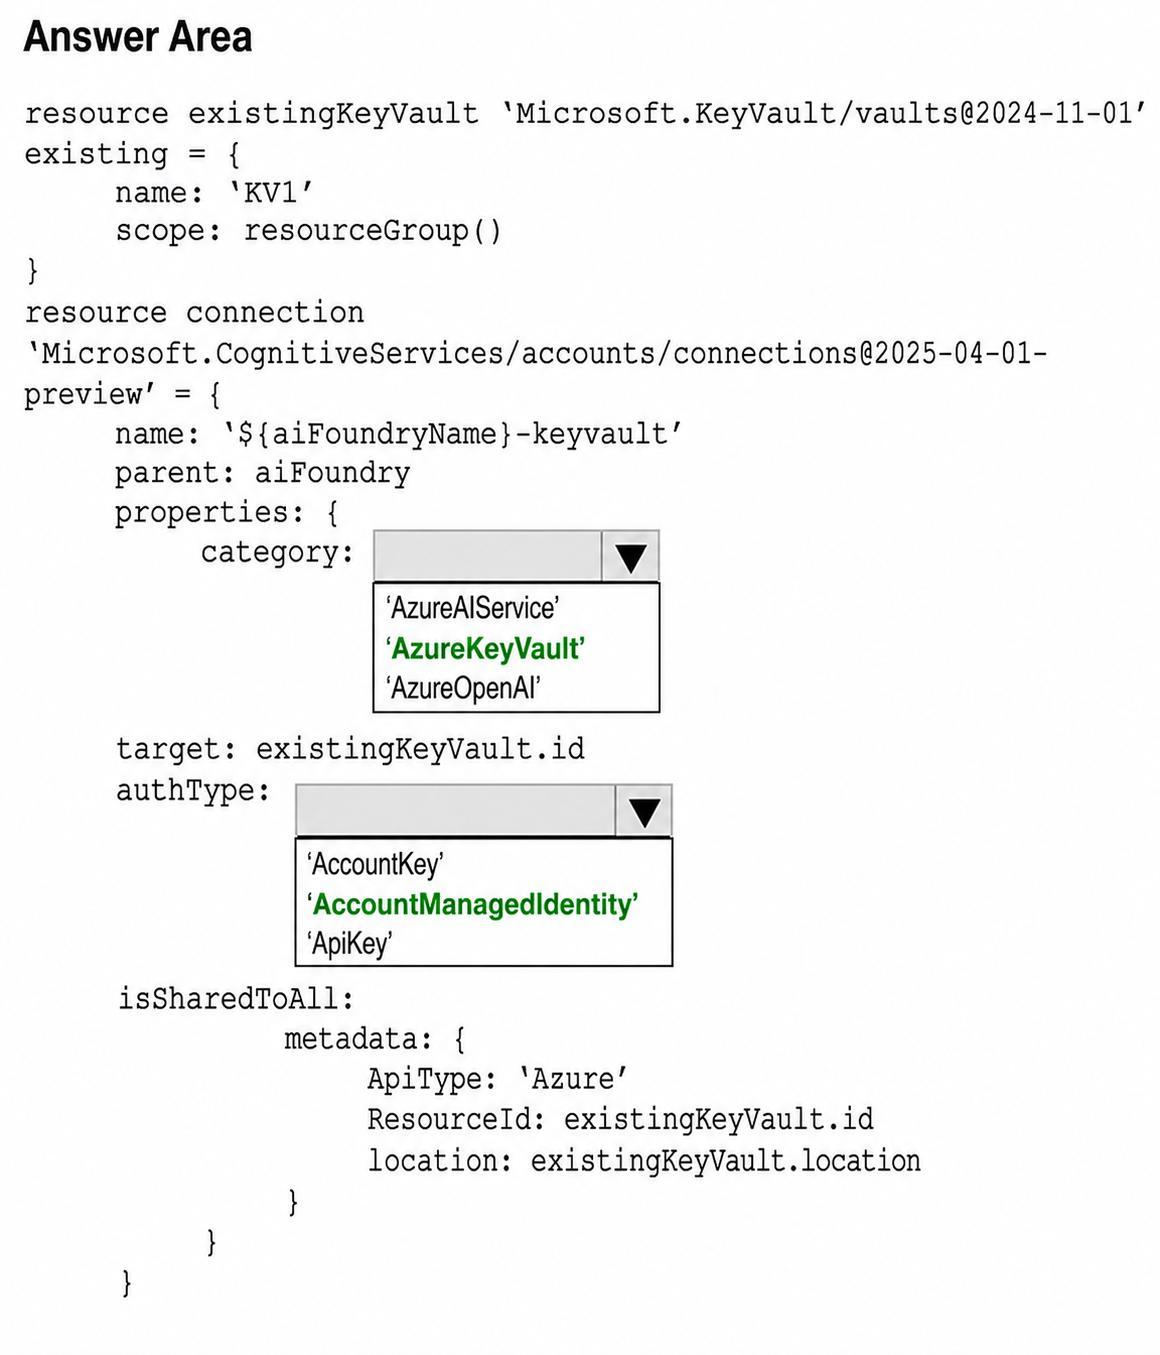 Answer Area
resource existingKeyVault ‘Microsoft.KeyVault/vaults@2024-11-01’
existing = {
name: ‘KV1’
scope: resourceGroup()
}
resource connection
‘Microsoft.CognitiveServices/accounts/connections@2025-04-01-
preview’ = {
name: ‘${aiFoundryName}-keyvault’
parent: aiFoundry
properties: {
category:
‘AzureAIService’
‘AzureKeyVault’
‘AzureOpenAI’
target: existingKeyVault.id
authType:
‘AccountKey’
‘AccountManagedIdentity’
‘ApiKey’
isSharedToAll:
metadata: {
ApiType: ‘Azure’
ResourceId: existingKeyVault.id
location: existingKeyVault.location
}
}
}